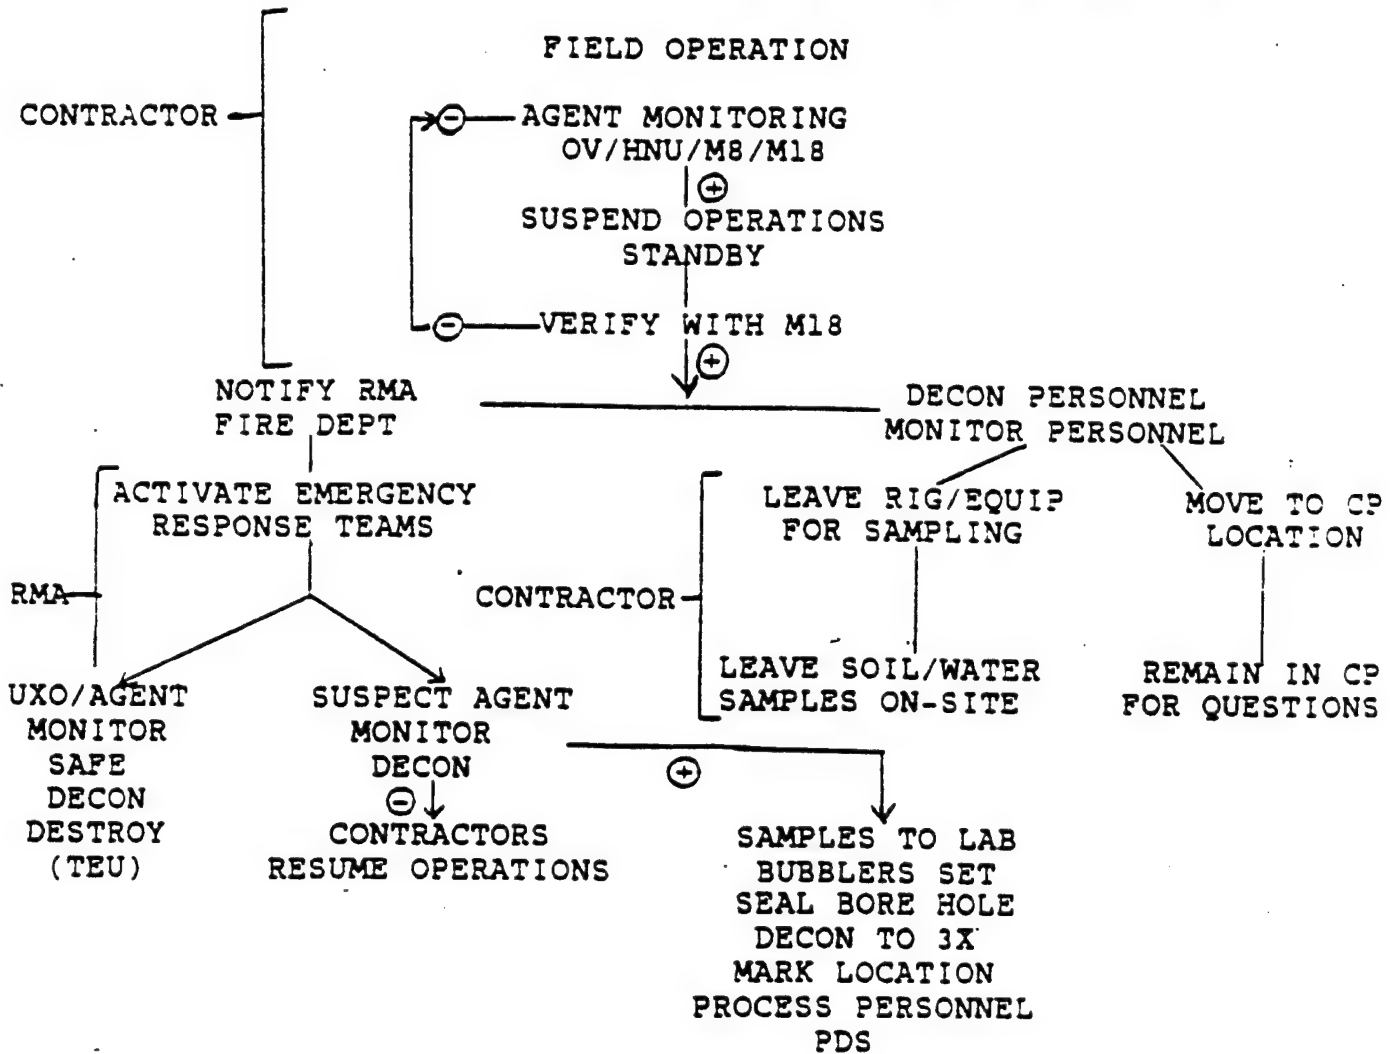 FIELD OPERATION
CONTRACTOR
AGENT MONITORING
OV/HNU/M8/M18
SUSPEND OPERATIONS
STANDBY
VERIFY WITH M18
NOTIFY RMA
FIRE DEPT
DECON PERSONNEL
MONITOR PERSONNEL
ACTIVATE EMERGENCY
RESPONSE TEAMS
LEAVE RIG/EQUIP
FOR SAMPLING
MOVE TO CP
LOCATION
RMA
CONTRACTOR
UXO/AGENT
MONITOR
SAFE
DECON
DESTROY
(TEU)
SUSPECT AGENT
MONITOR
DECON
CONTRACTORS
RESUME OPERATIONS
LEAVE SOIL/WATER
SAMPLES ON-SITE
REMAIN IN CP
FOR QUESTIONS
SAMPLES TO LAB
BUBBLERS SET
SEAL BORE HOLE
DECON TO 3X
MARK LOCATION
PROCESS PERSONNEL
PDS